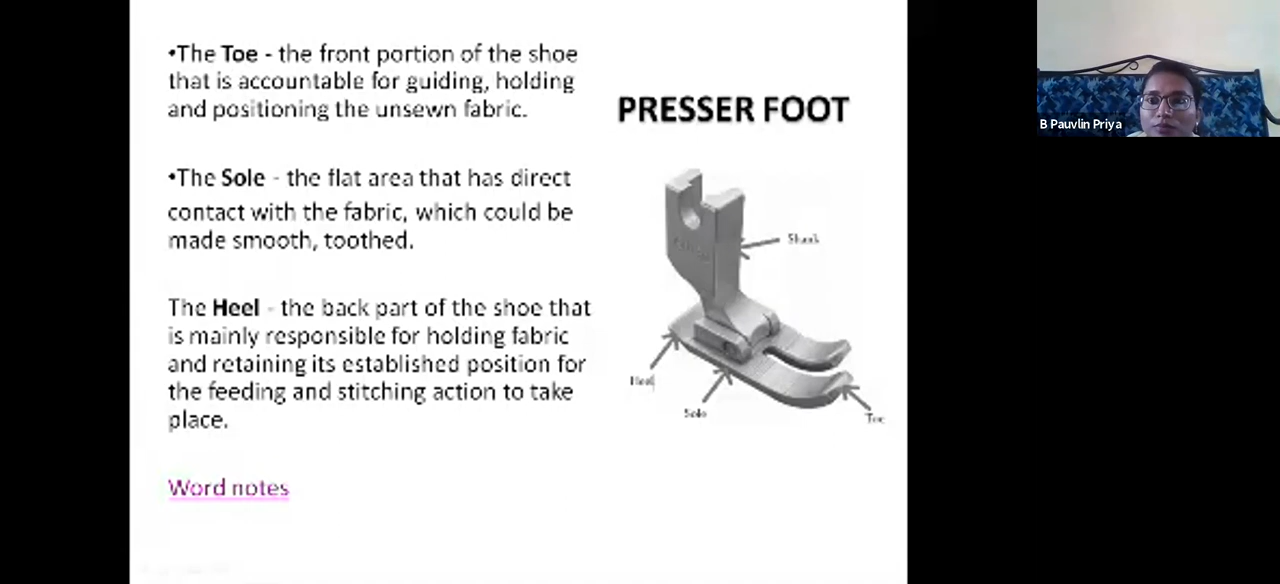 •The Toe - the front portion of the shoe
that is accountable for guiding, holding
and positioning the unsewn fabric.
•The Sole - the flat area that has direct
contact with the fabric, which could be
made smooth, toothed.
The Heel - the back part of the shoe that
is mainly responsible for holding fabric
and retaining its established position for
the feeding and stitching action to take
place.
Word notes
PRESSER FOOT
Shank
Heel
Sole
Toe
B Pauvlin Priya